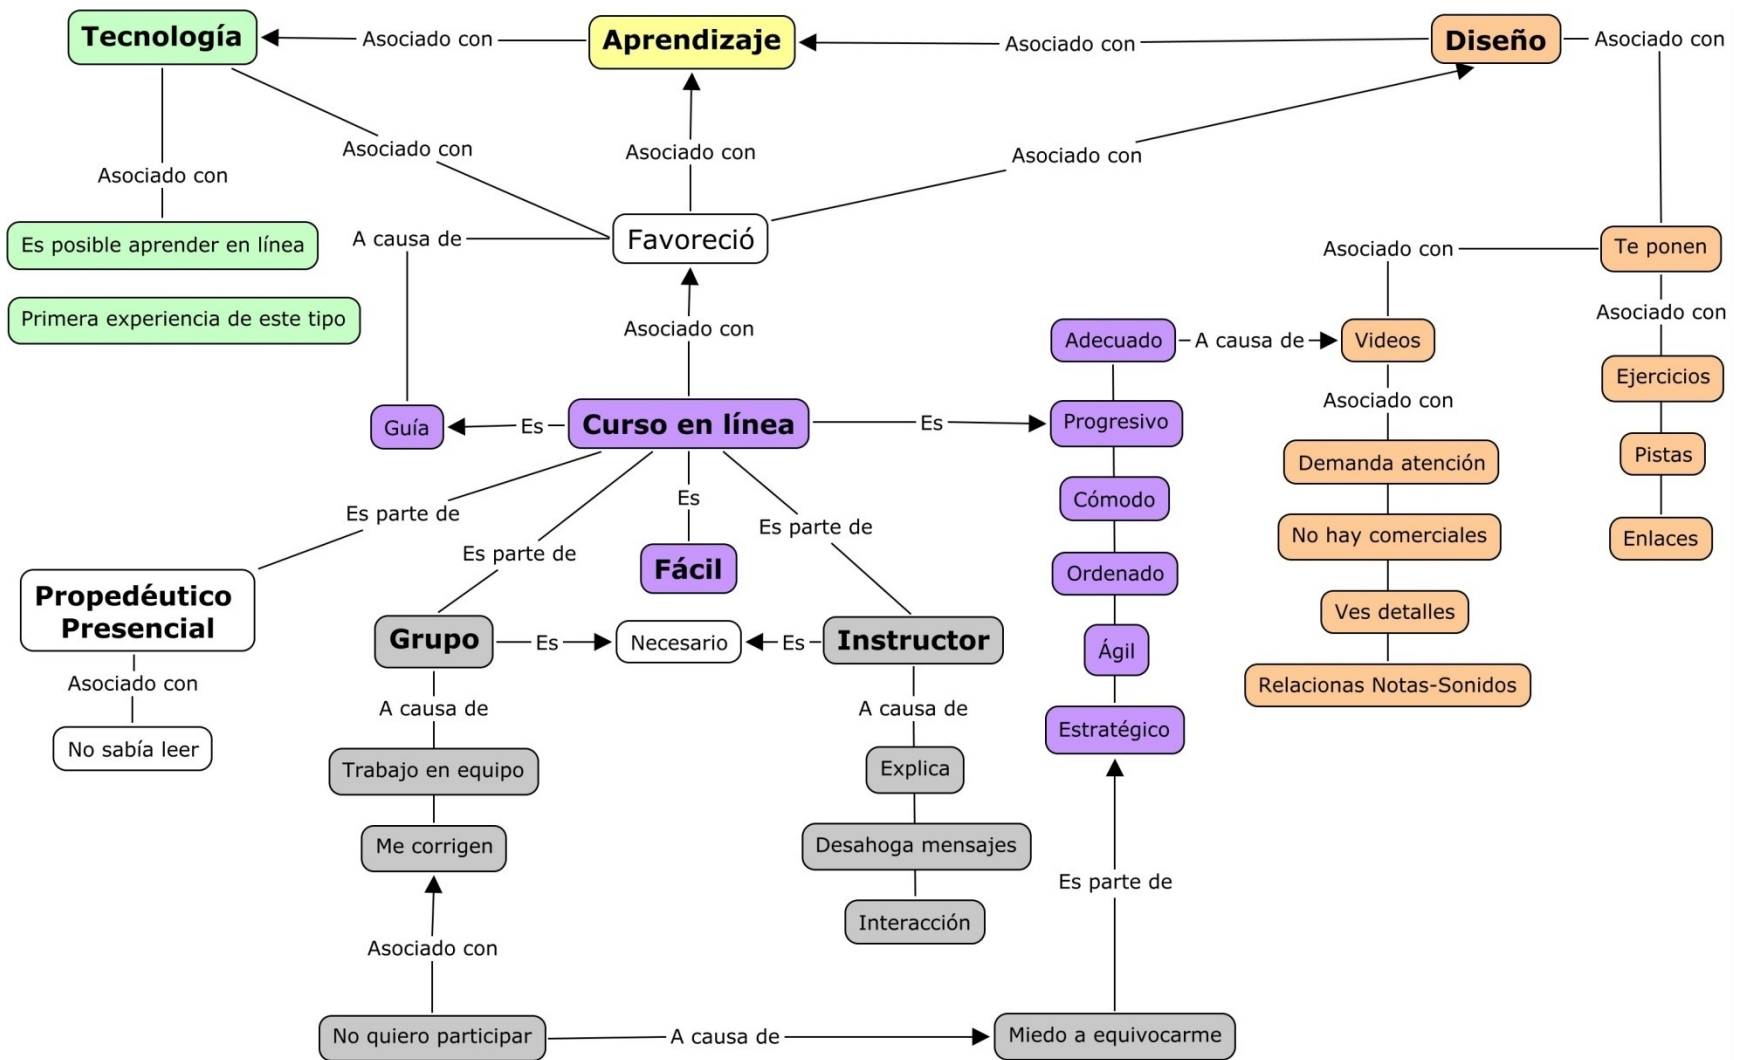 Tecnología
Asociado con
Aprendizaje
Asociado con
Diseño
Asociado con
Asociado con
Asociado con
Asociado con
Asociado con
Es posible aprender en línea
A causa de
Favoreció
Asociado con
Te ponen
Primera experiencia de este tipo
Asociado con
Asociado con
Adecuado
A causa de
Videos
Ejercicios
Guía
Es
Curso en línea
Es
Progresivo
Asociado con
Demanda atención
Pistas
Es parte de
Es
Es parte de
Cómodo
Es parte de
No hay comerciales
Enlaces
Propedéutico
Presencial
Fácil
Ordenado
Ves detalles
Grupo
Es
Necesario
Es
Instructor
Ágil
Relacionas Notas-Sonidos
Asociado con
A causa de
A causa de
Estratégico
No sabía leer
Trabajo en equipo
Explica
Me corrigen
Desahoga mensajes
Es parte de
Interacción
Asociado con
No quiero participar
A causa de
Miedo a equivocarme